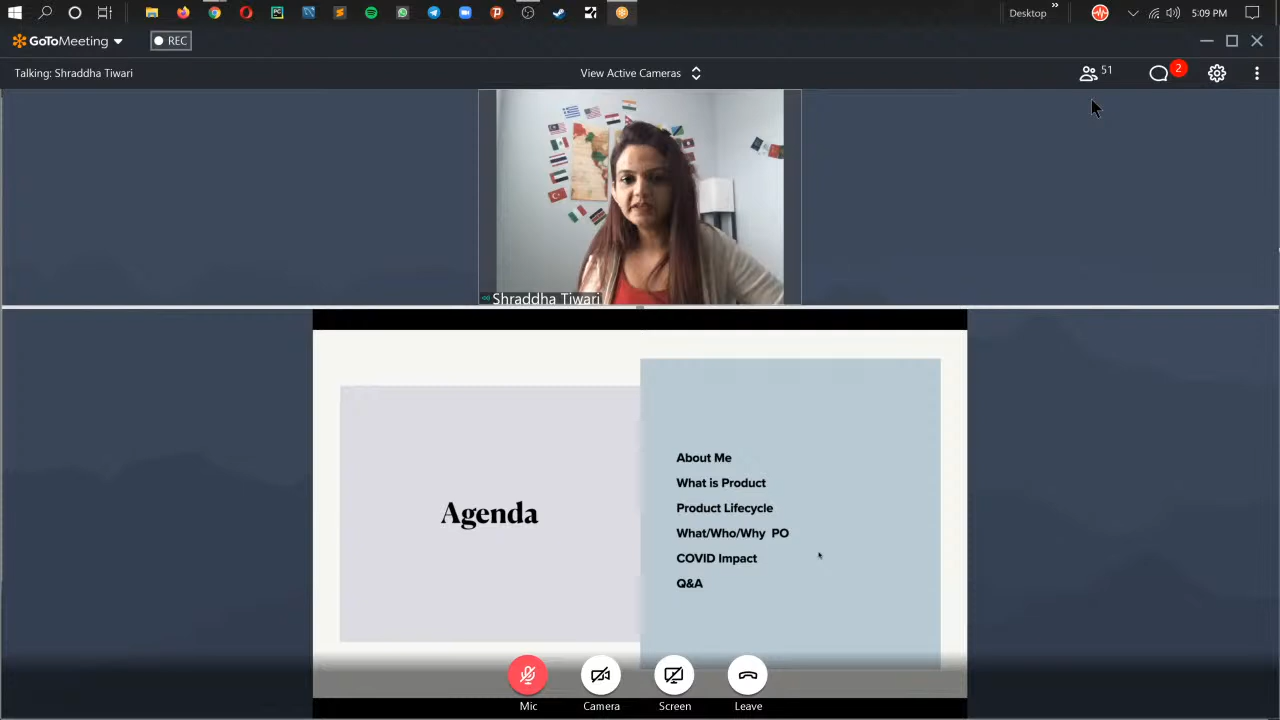 Desktop
5:09 PM
GoToMeeting
REC
Talking: Shraddha Tiwari
View Active Cameras
51
2
Shraddha Tiwari
Agenda
About Me
What is Product
Product Lifecycle
What/Who/Why PO
COVID Impact
Q&A
Mic
Camera
Screen
Leave